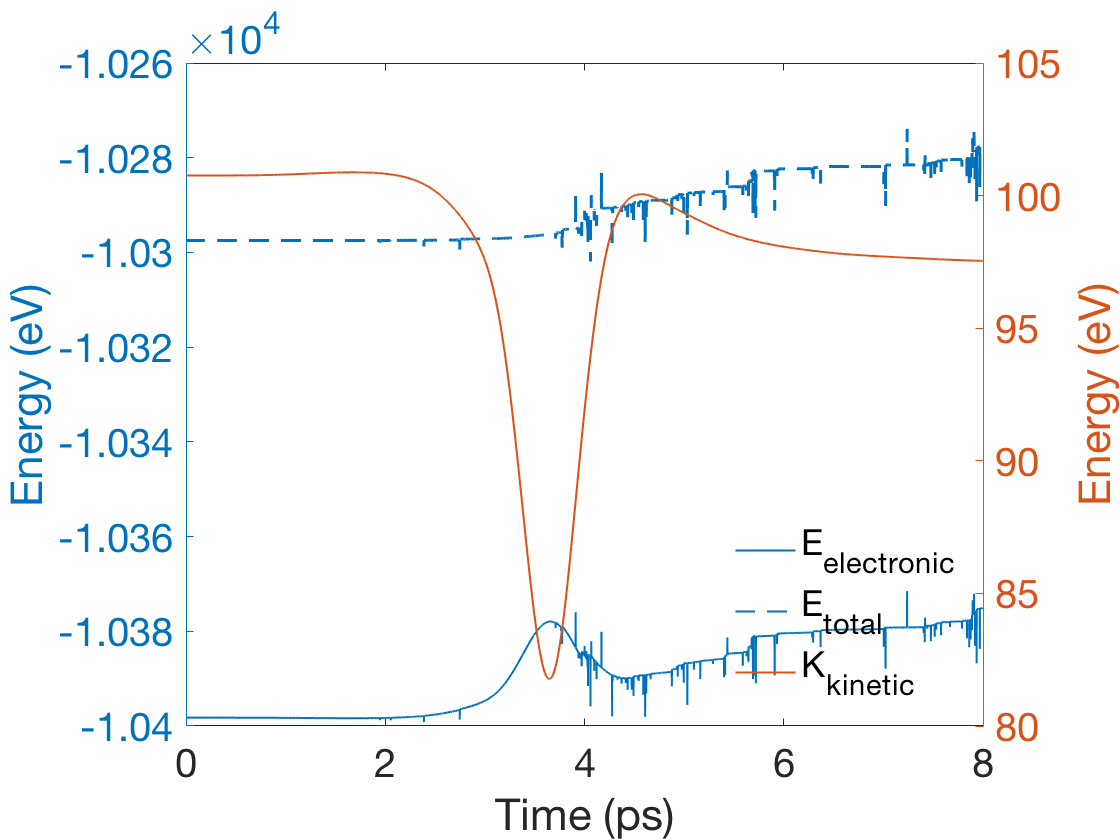 ×10⁴
-1.026
-1.028
-1.03
-1.032
-1.034
-1.036
-1.038
-1.04
Energy (eV)
105
100
95
90
85
80
Energy (eV)
E_electronic
E_total
K_kinetic
0 2 4 6 8
Time (ps)